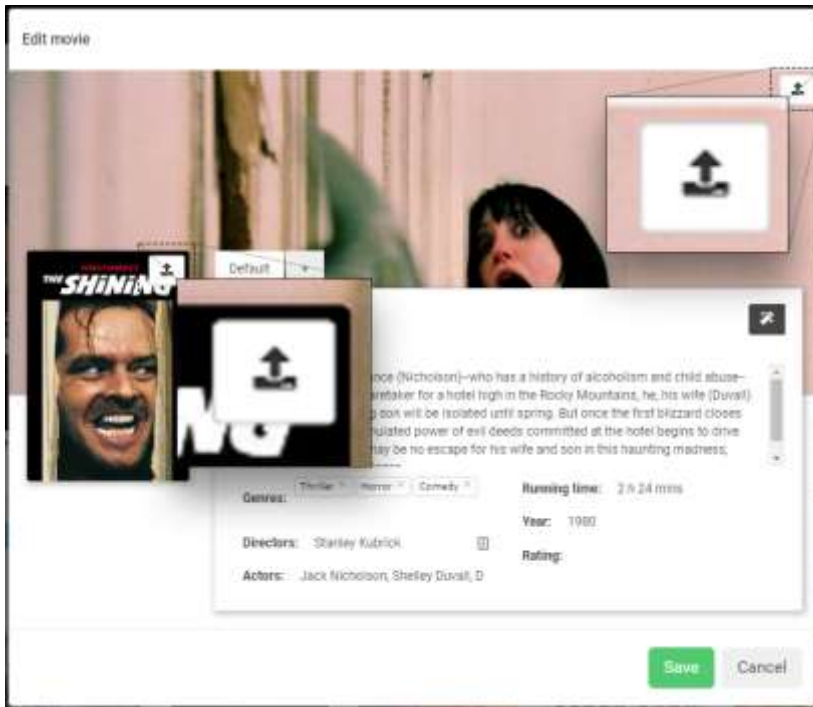 Edit movie
THE SHINING
Default
NG
nce (Nicholson)—who has a history of alcoholism and child abuse—
aretaker for a hotel high in the Rocky Mountains, he, his wife (Duvall)
g son will be isolated until spring. But once the first blizzard closes
mulated power of evil deeds committed at the hotel begins to drive
may be no escape for his wife and son in this haunting madness,
Genres: Thriller × Horror × Comedy ×
Running time: 2 h 24 mins
Year: 1980
Directors: Stanley Kubrick
Rating:
Actors: Jack Nicholson, Shelley Duvall, D
Save Cancel